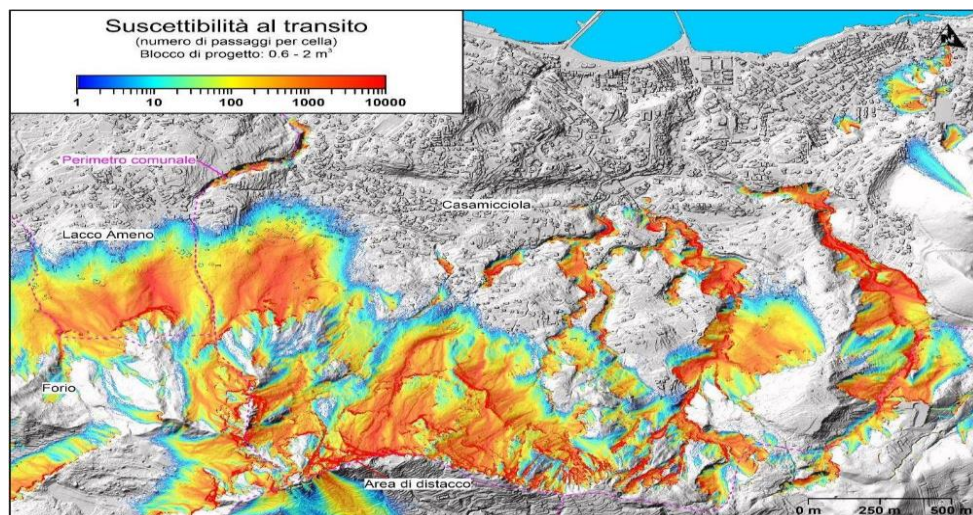 Suscettibilità al transito
(numero di passaggi per cella)
Blocco di progetto: 0.6 - 2 m³
1 10 100 1000 10000
Perimetro comunale
Casamicciola
Lacco Ameno
Forio
Area di distacco
0 m 250 m 500 m